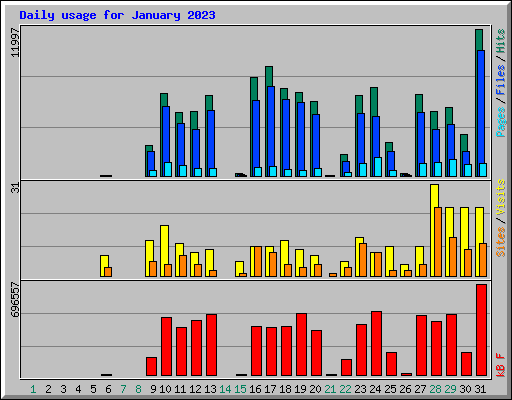 Daily usage for January 2023
11997
Pages / Files / Hits
31
Sites / Visits
696557
kB F
1 2 3 4 5 6 7 8 9 10 11 12 13 14 15 16 17 18 19 20 21 22 23 24 25 26 27 28 29 30 31